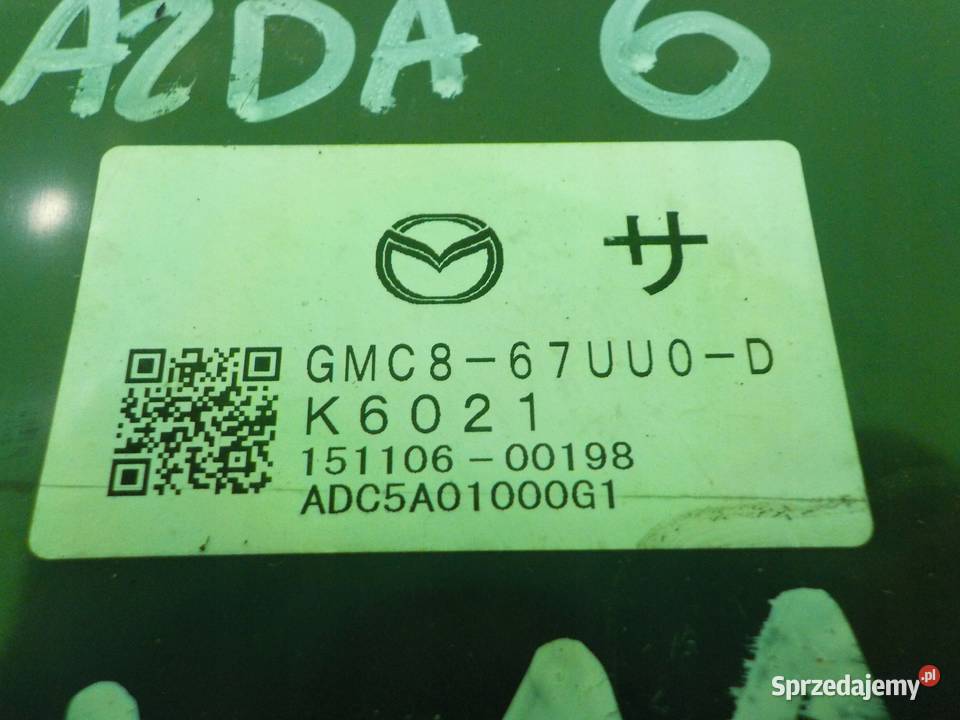 AZDA 6
サ
GMC8-67UU0-D
K6021
151106-00198
ADC5A01000G1
Sprzedajemy.pl